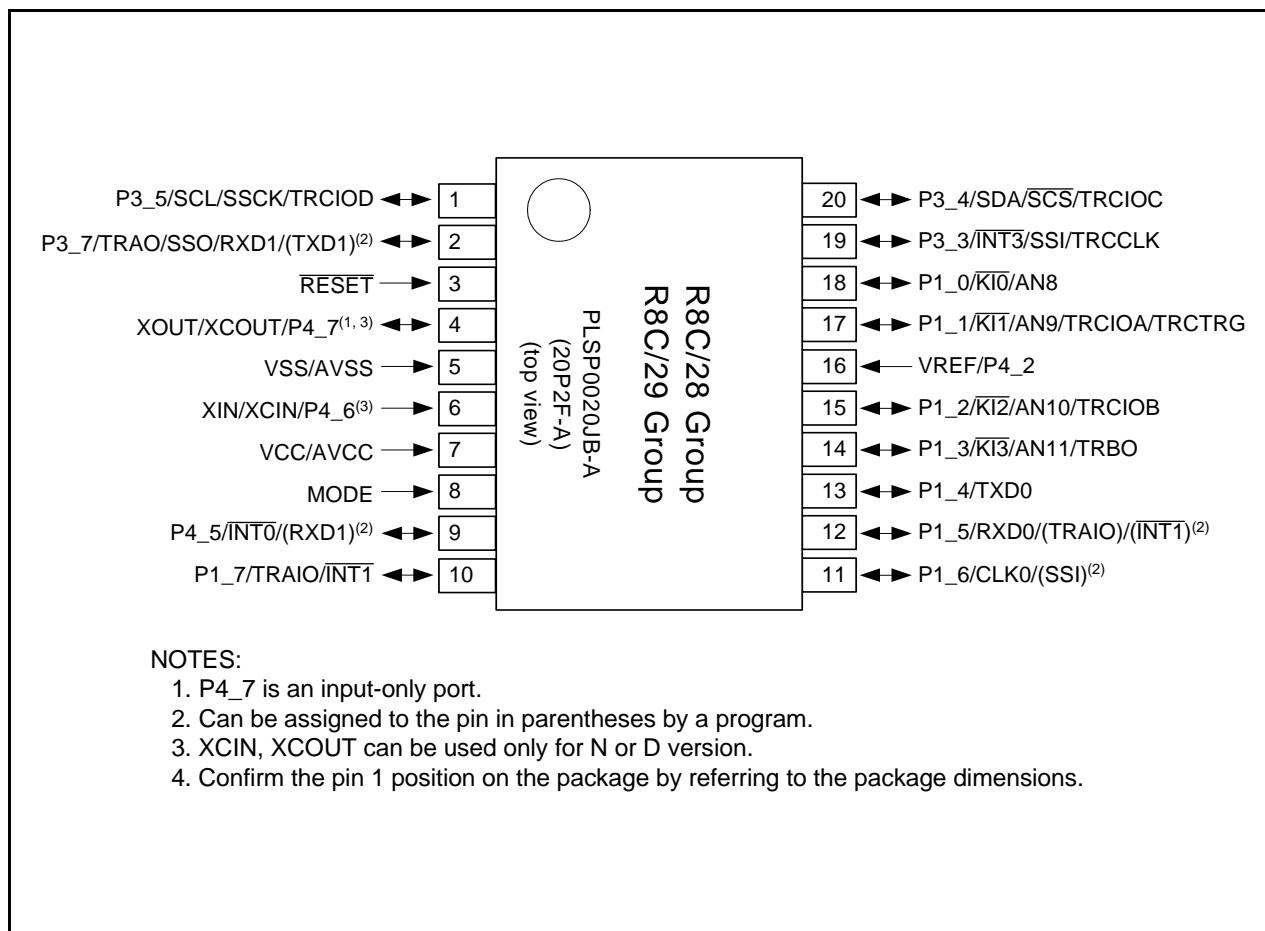 P3_5/SCL/SSCK/TRCIOD
1
P3_7/TRAO/SSO/RXD1/(TXD1)(2)
2
RESET
3
XOUT/XCOUT/P4_7(1, 3)
4
VSS/AVSS
5
XIN/XCIN/P4_6(3)
6
VCC/AVCC
7
MODE
8
P4_5/INT0/(RXD1)(2)
9
P1_7/TRAIO/INT1
10
R8C/28 Group
R8C/29 Group
PLSP0020JB-A
(20P2F-A)
(top view)
20
P3_4/SDA/SCS/TRCIOC
19
P3_3/INT3/SSI/TRCCLK
18
P1_0/KI0/AN8
17
P1_1/KI1/AN9/TRCIOA/TRCTRG
16
VREF/P4_2
15
P1_2/KI2/AN10/TRCIOB
14
P1_3/KI3/AN11/TRBO
13
P1_4/TXD0
12
P1_5/RXD0/(TRAIO)/(INT1)(2)
11
P1_6/CLK0/(SSI)(2)
NOTES:
1. P4_7 is an input-only port.
2. Can be assigned to the pin in parentheses by a program.
3. XCIN, XCOUT can be used only for N or D version.
4. Confirm the pin 1 position on the package by referring to the package dimensions.